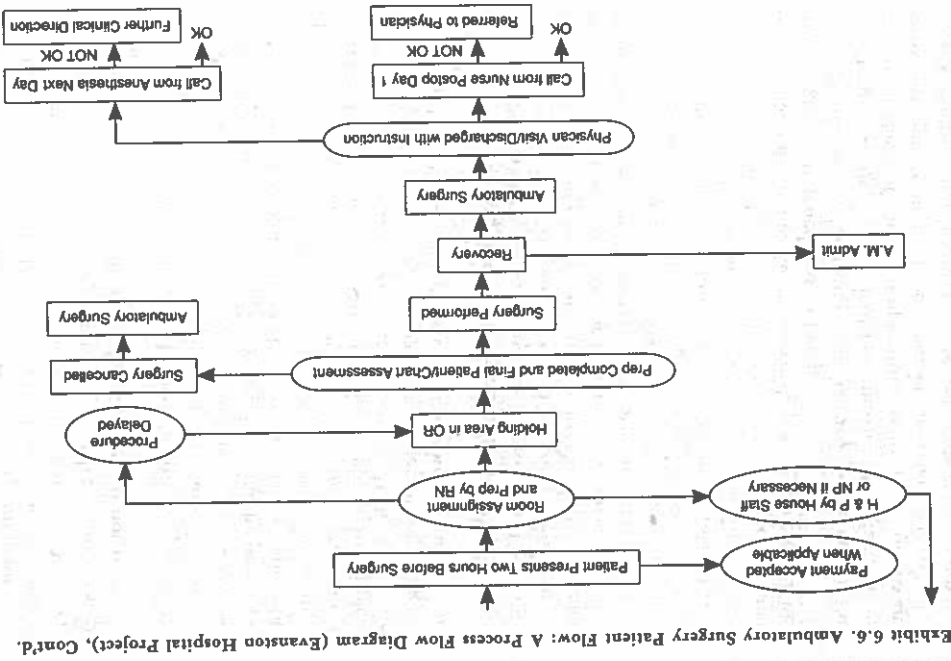 Exhibit 6.6. Ambulatory Surgery Patient Flow: A Process Flow Diagram (Evanston Hospital Project), Cont'd.
Patient Presents Two Hours Before Surgery
Payment Accepted
When Applicable
Room Assignment
and Prep by RN
H & P by House Staff
or NP if Necessary
Procedure
Delayed
Holding Area in OR
Prep Completed and Final Patient/Chart Assessment
Surgery Cancelled
Ambulatory Surgery
Surgery Performed
Recovery
A.M. Admit
Ambulatory Surgery
Physican Visit/Discharged with Instruction
Call from Nurse Postop Day 1
OK
NOT OK
Referred to Physician
Call from Anesthesia Next Day
OK
NOT OK
Further Clinical Direction